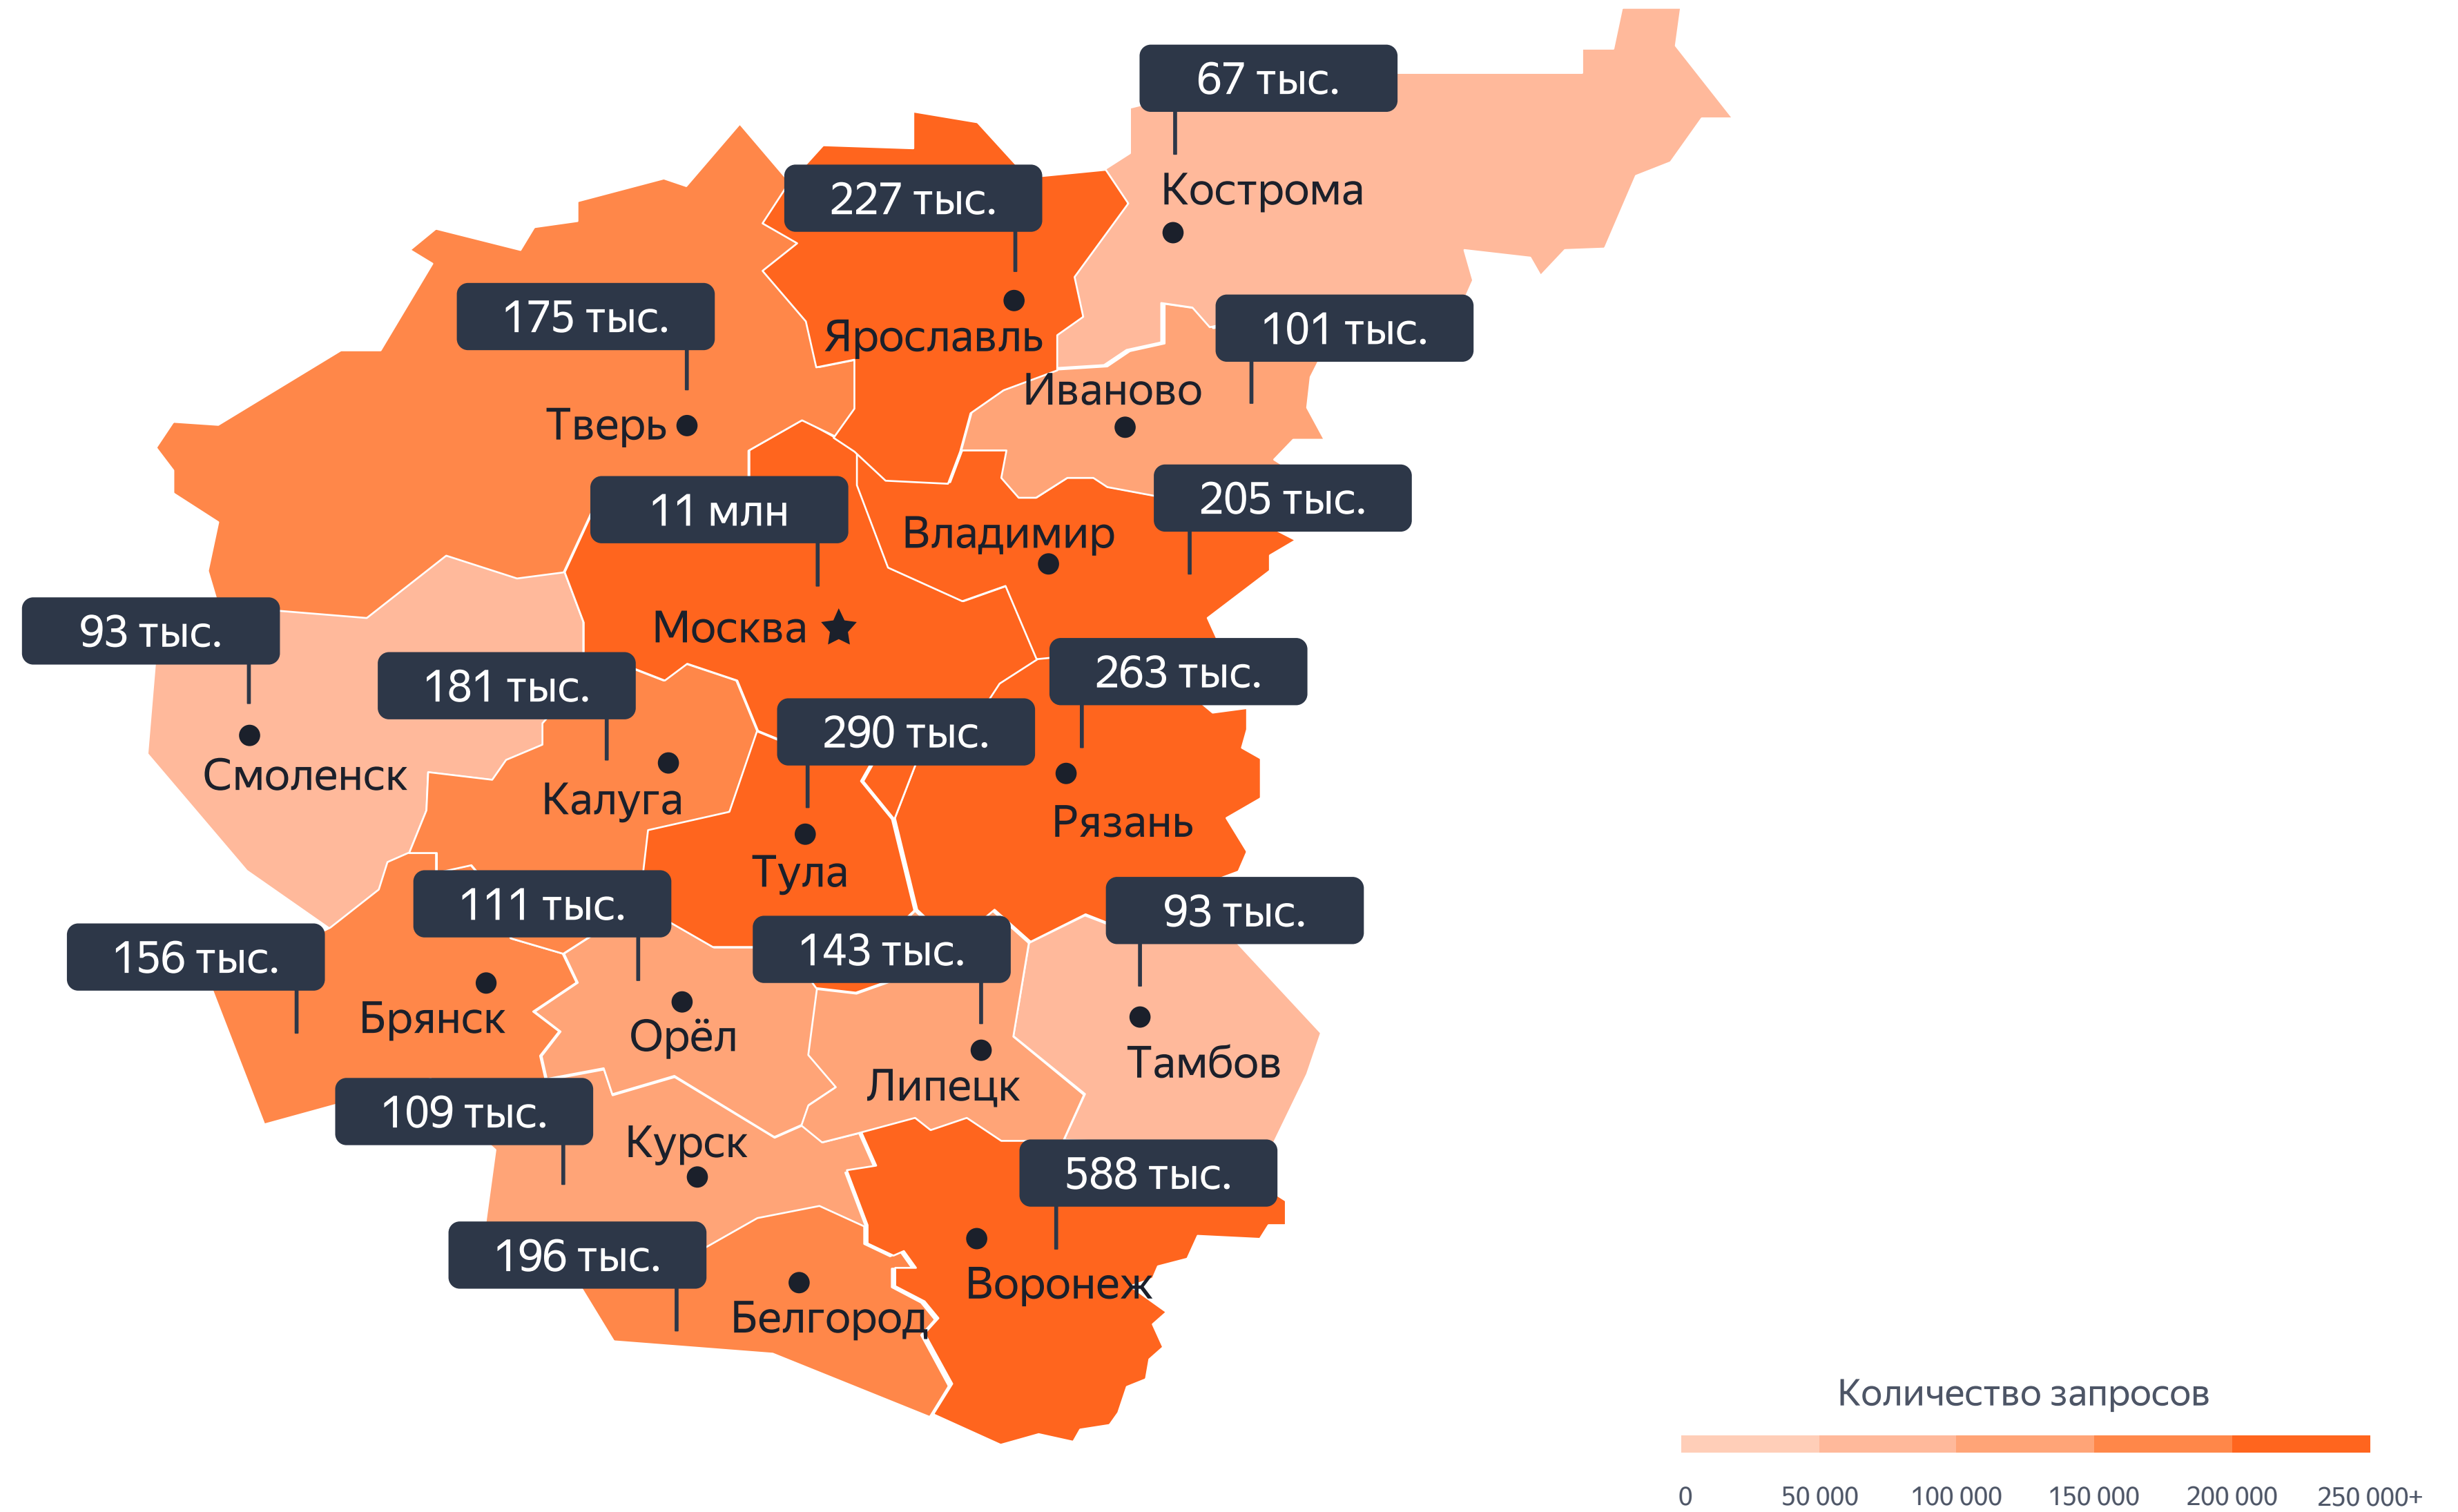 67 тыс.
Кострома
227 тыс.
Ярославль
175 тыс.
Тверь
101 тыс.
Иваново
11 млн
Москва
205 тыс.
Владимир
93 тыс.
Смоленск
181 тыс.
Калуга
290 тыс.
Тула
263 тыс.
Рязань
156 тыс.
Брянск
111 тыс.
Орёл
143 тыс.
Липецк
93 тыс.
Тамбов
109 тыс.
Курск
588 тыс.
Воронеж
196 тыс.
Белгород
Количество запросов
0 50 000 100 000 150 000 200 000 250 000+